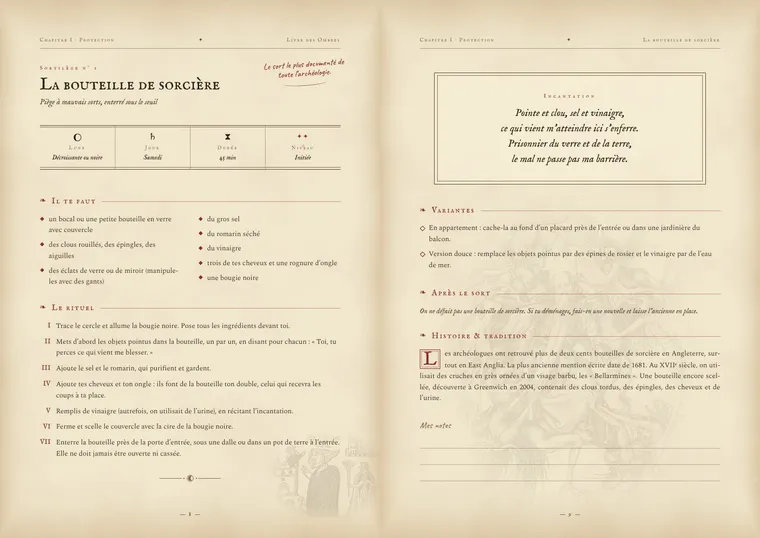 Chapitre I · Protection
Livre des Ombres
Sortilège n° 1
La bouteille de sorcière
Piège à mauvais sorts, enterré sous le seuil
Le sort le plus documenté de
toute l'archéologie.
Lune
Décroissante ou noire
Jour
Samedi
Durée
45 min
Niveau
Initiée
Il te faut
un bocal ou une petite bouteille en verre
avec couvercle
des clous rouillés, des épingles, des
aiguilles
des éclats de verre ou de miroir (manipule-
les avec des gants)
du gros sel
du romarin séché
du vinaigre
trois de tes cheveux et une rognure d'ongle
une bougie noire
Le rituel
I Trace le cercle et allume la bougie noire. Pose tous les ingrédients devant toi.
II Mets d'abord les objets pointus dans la bouteille, un par un, en disant pour chacun : « Toi, tu
perces ce qui vient me blesser. »
III Ajoute le sel et le romarin, qui purifient et gardent.
IV Ajoute tes cheveux et ton ongle : ils font de la bouteille ton double, celui qui recevra les
coups à ta place.
V Remplis de vinaigre (autrefois, on utilisait de l'urine), en récitant l'incantation.
VI Ferme et scelle le couvercle avec la cire de la bougie noire.
VII Enterre la bouteille près de la porte d'entrée, sous une dalle ou dans un pot de terre à l'entrée.
Elle ne doit jamais être ouverte ni cassée.
Chapitre I · Protection
La bouteille de sorcière
Incantation
Pointe et clou, sel et vinaigre,
ce qui vient m'atteindre ici s'enferre.
Prisonnier du verre et de la terre,
le mal ne passe pas ma barrière.
Variantes
En appartement : cache-la au fond d'un placard près de l'entrée ou dans une jardinière du
balcon.
Version douce : remplace les objets pointus par des épines de rosier et le vinaigre par de l'eau
de mer.
Après le sort
On ne défait pas une bouteille de sorcière. Si tu déménages, fais-en une nouvelle et laisse l'ancienne en place.
Histoire & tradition
Les archéologues ont retrouvé plus de deux cents bouteilles de sorcière en Angleterre, sur-
tout en East Anglia. La plus ancienne mention écrite date de 1681. Au XVIIe siècle, on uti-
lisait des cruches en grès ornées d'un visage barbu, les « Bellarmines ». Une bouteille encore scel-
lée, découverte à Greenwich en 2004, contenait des clous tordus, des épingles, des cheveux et de
l'urine.
Mes notes